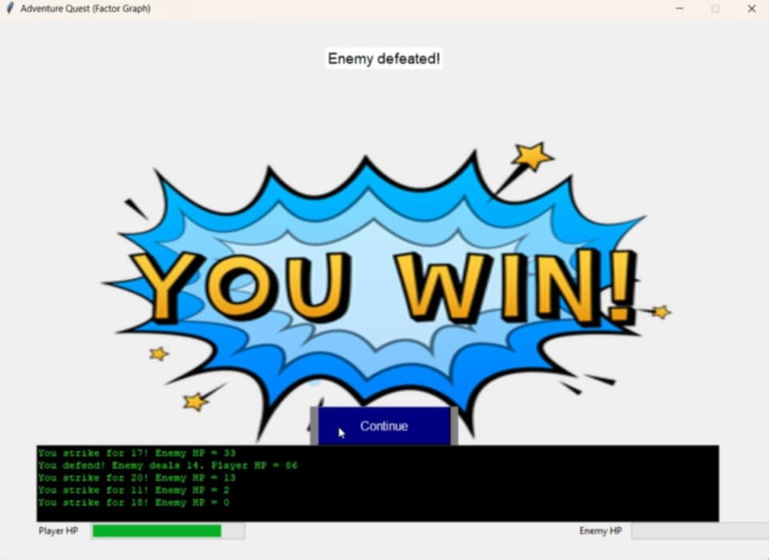 Adventure Quest (Factor Graph)
Enemy defeated!
YOU WIN!
Continue
You strike for 17! Enemy HP = 33
You defend! Enemy deals 14. Player HP = 86
You strike for 20! Enemy HP = 13
You strike for 11! Enemy HP = 2
You strike for 18! Enemy HP = 0
Player HP
Enemy HP